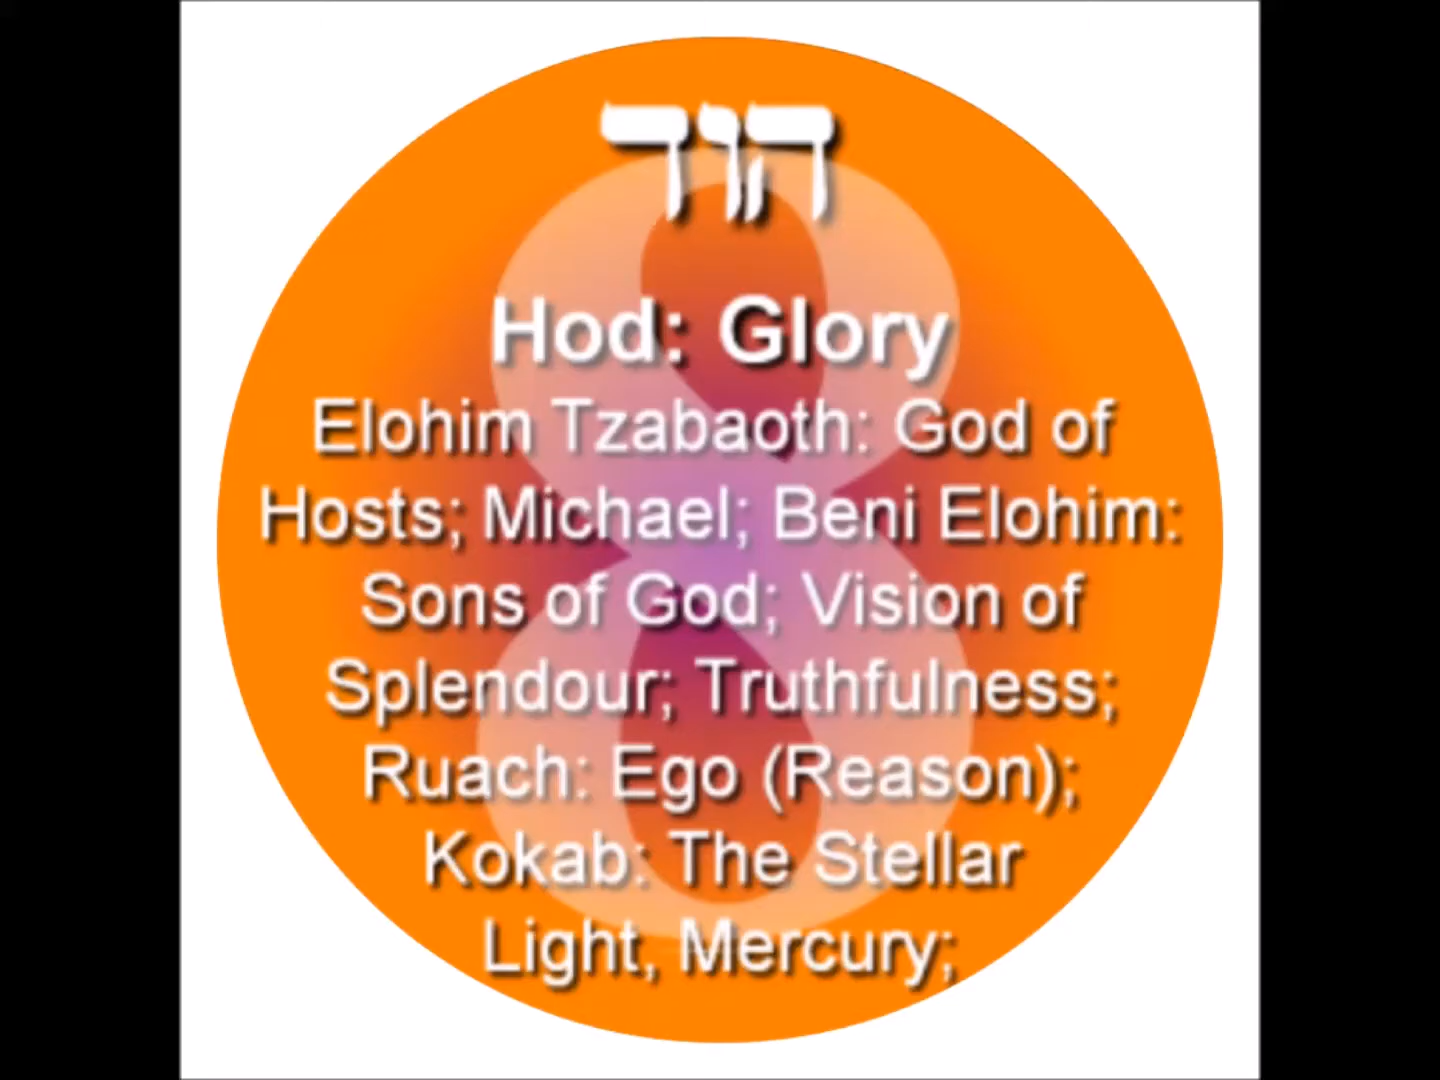 הוד
8
Hod: Glory
Elohim Tzabaoth: God of
Hosts; Michael; Beni Elohim:
Sons of God; Vision of
Splendour; Truthfulness;
Ruach: Ego (Reason);
Kokab: The Stellar
Light, Mercury;